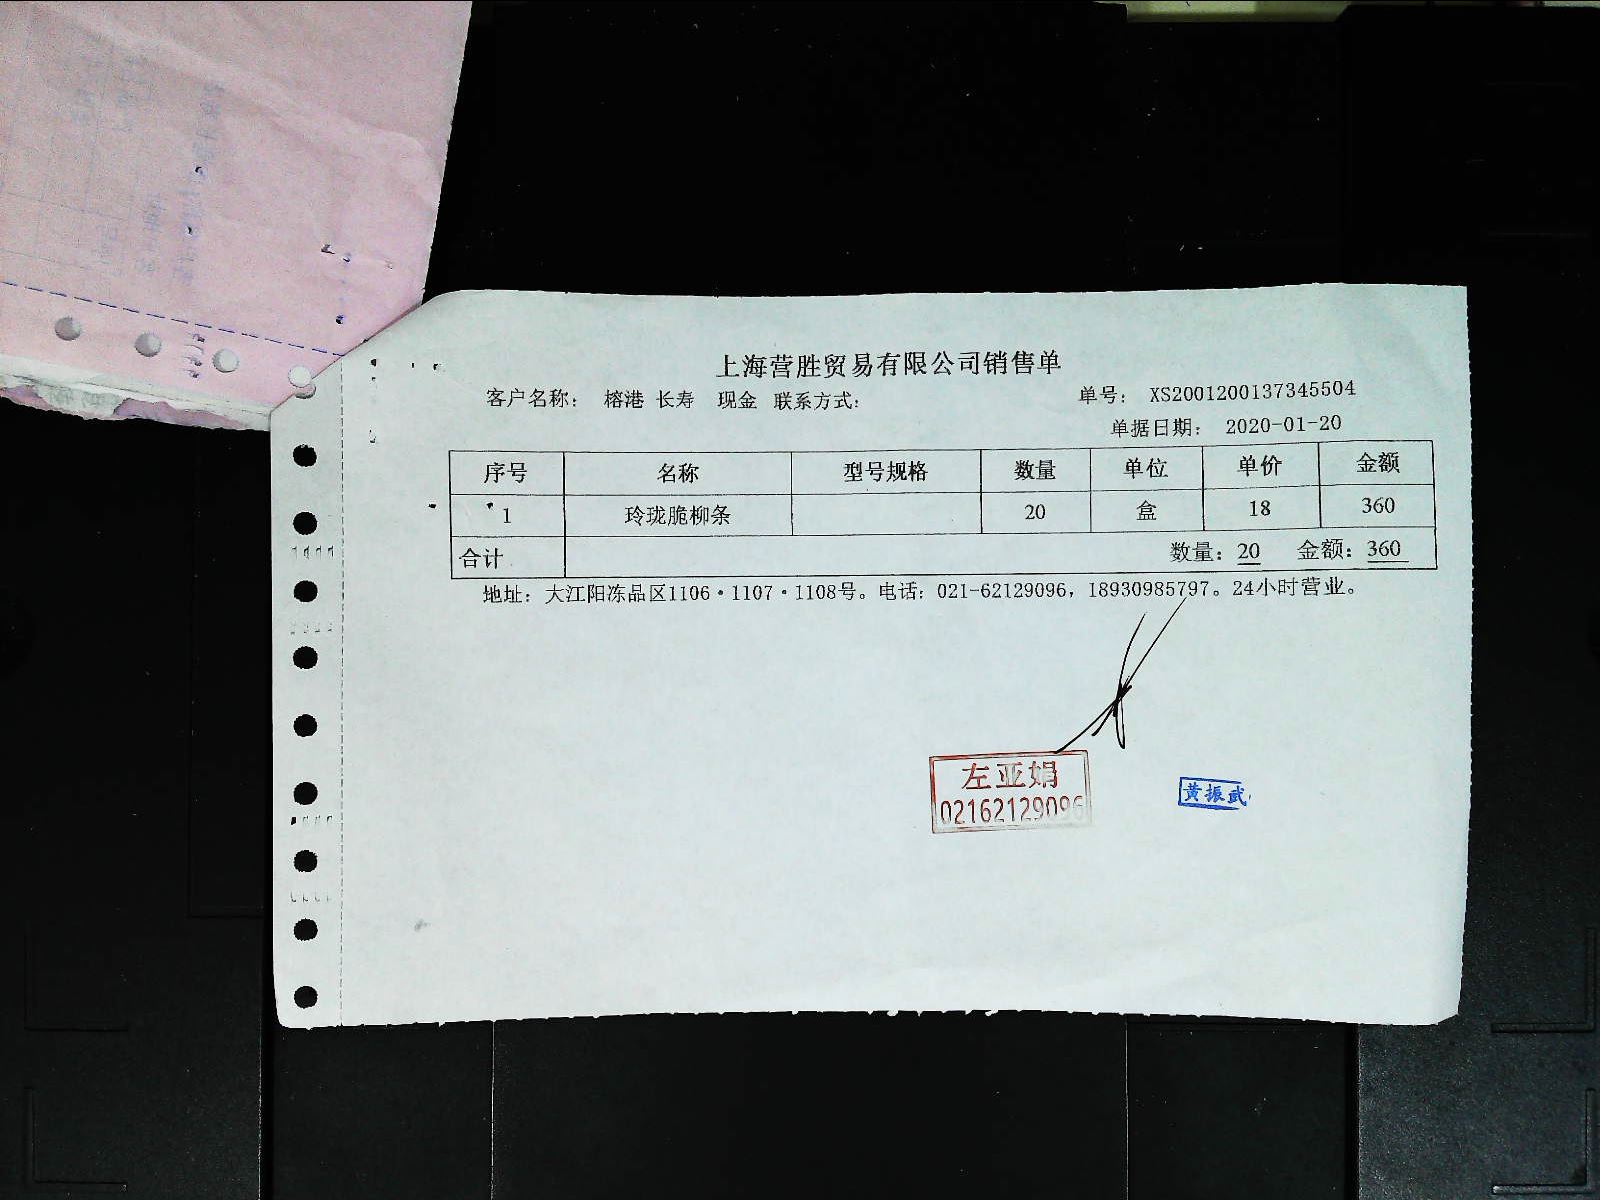 上海营胜贸易有限公司销售单
客户名称： 榕港 长寿 现金 联系方式： 单号： XS2001200137345504
单据日期： 2020-01-20
序号 名称 型号规格 数量 单位 单价 金额
1 玲珑脆柳条 20 盒 18 360
合计 数量：20 金额：360
地址：大江阳冻品区1106·1107·1108号。电话：021-62129096，18930985797。24小时营业。
左亚娟
02162129096
黄振武